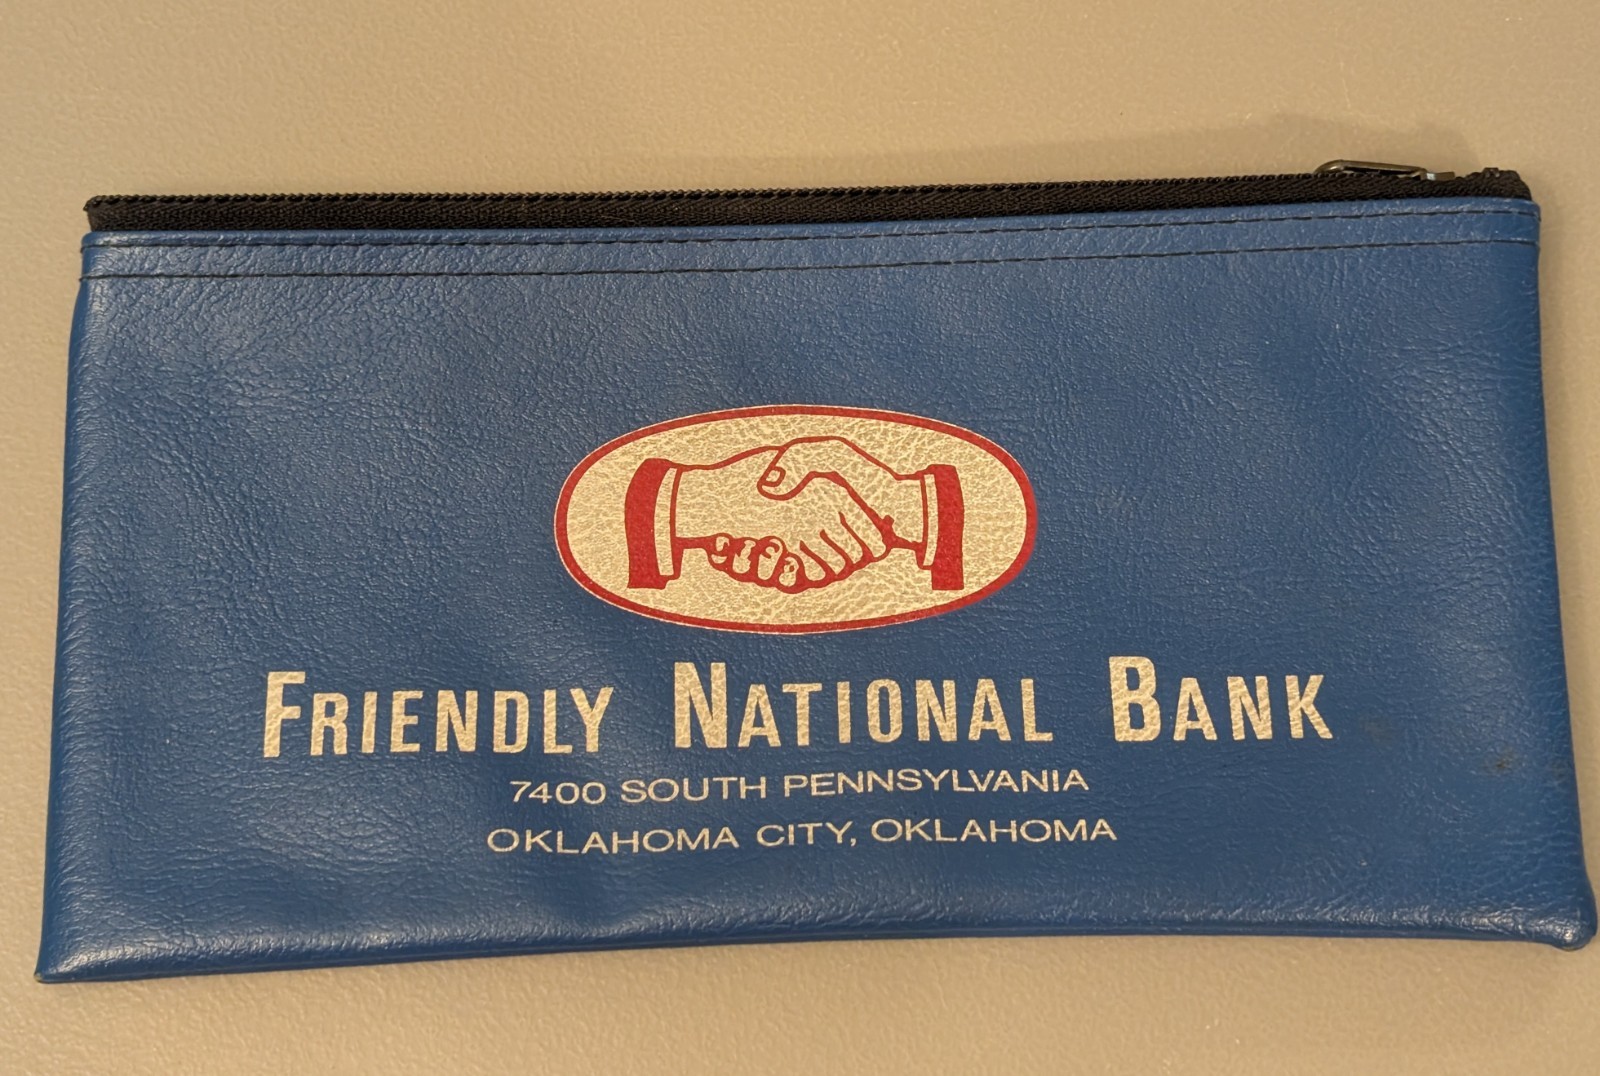 FRIENDLY NATIONAL BANK
7400 SOUTH PENNSYLVANIA
OKLAHOMA CITY, OKLAHOMA